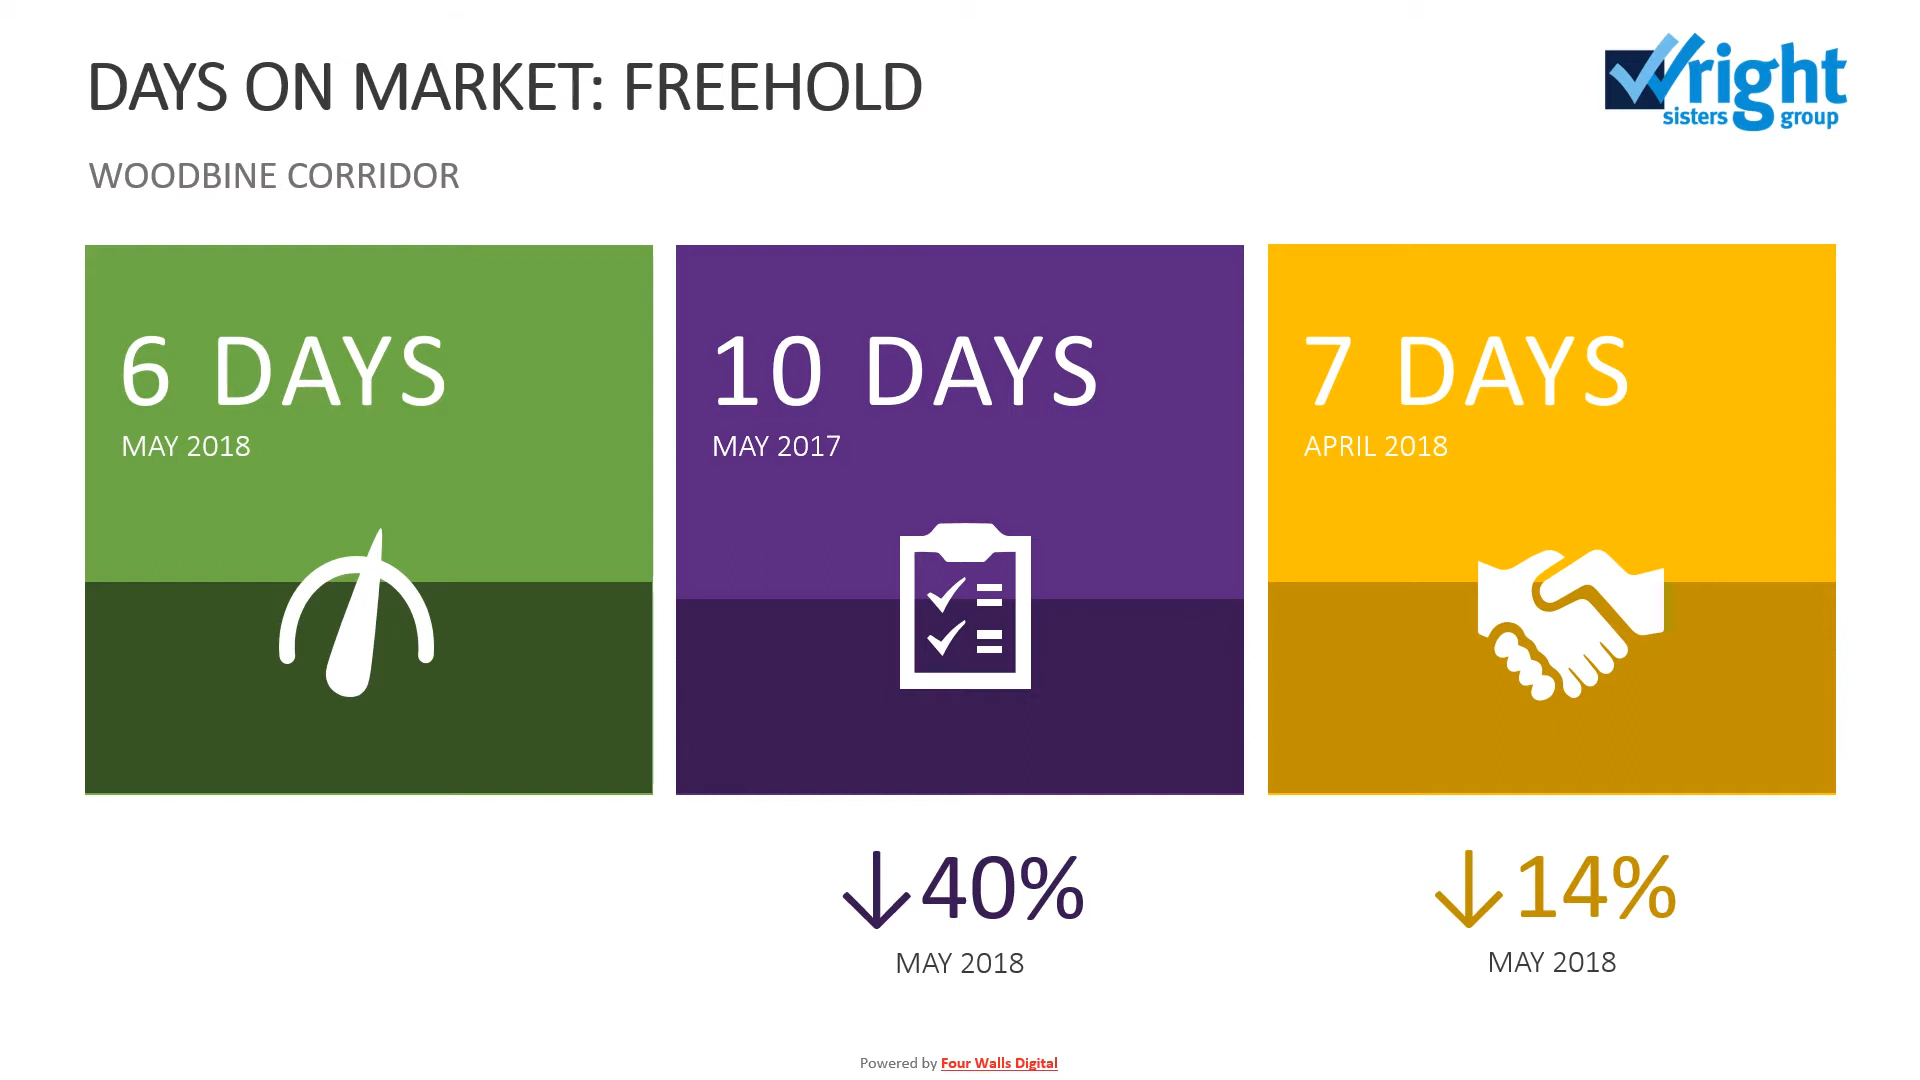 DAYS ON MARKET: FREEHOLD
Wright
sisters group
WOODBINE CORRIDOR
6 DAYS
MAY 2018
10 DAYS
MAY 2017
7 DAYS
APRIL 2018
↓40%
MAY 2018
↓14%
MAY 2018
Powered by Four Walls Digital